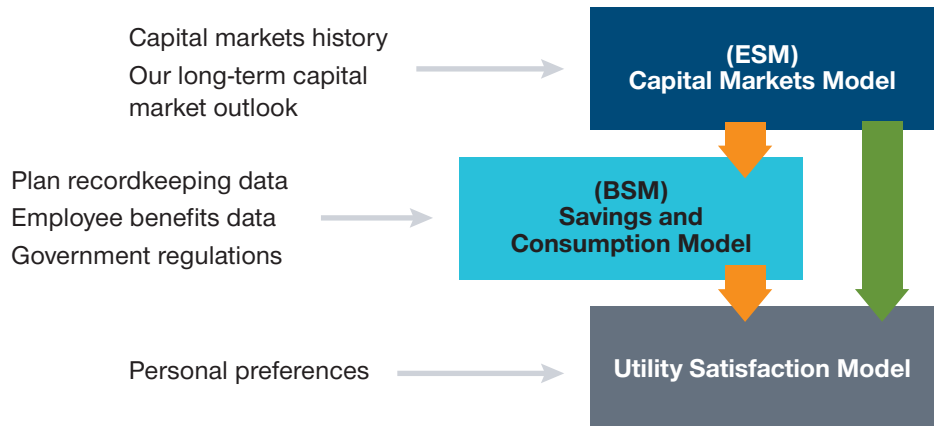 Capital markets history
Our long-term capital
market outlook
(ESM)
Capital Markets Model
Plan recordkeeping data
Employee benefits data
Government regulations
(BSM)
Savings and
Consumption Model
Personal preferences
Utility Satisfaction Model